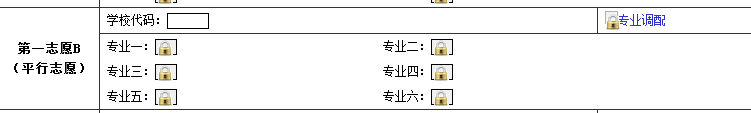 学校代码：
专业调配
第一志愿B
（平行志愿）
专业一：
专业二：
专业三：
专业四：
专业五：
专业六：